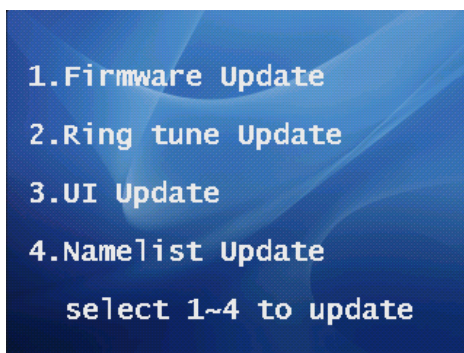 1.Firmware Update
2.Ring tune Update
3.UI Update
4.Namelist Update
select 1~4 to update